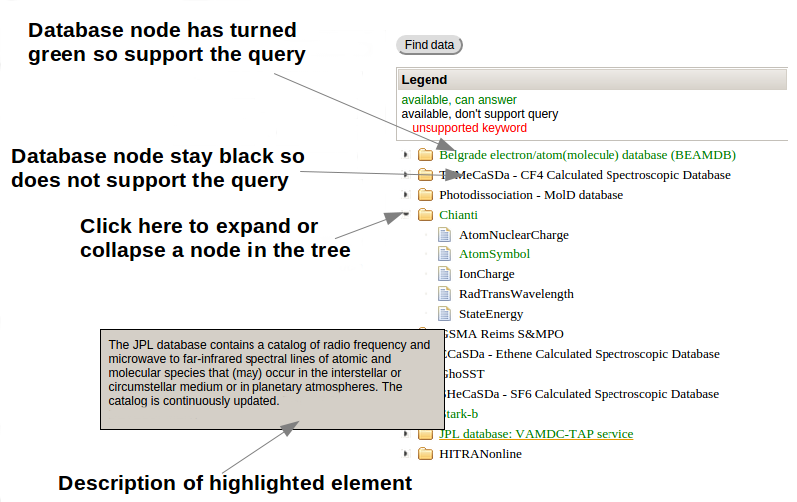 Database node has turned
green so support the query
Find data
Legend
available, can answer
available, don't support query
unsupported keyword
Database node stay black so
does not support the query
Belgrade electron/atom(molecule) database (BEAMDB)
MeCaSDa - CF4 Calculated Spectroscopic Database
Photodissociation - MolD database
Click here to expand or
collapse a node in the tree
Chianti
AtomNuclearCharge
AtomSymbol
IonCharge
RadTransWavelength
StateEnergy
GSMA Reims S&MPO
ECaSDa - Ethene Calculated Spectroscopic Database
GhoSST
SHeCaSDa - SF6 Calculated Spectroscopic Database
Stark-b
JPL database: VAMDC-TAP service
HITRANonline
The JPL database contains a catalog of radio frequency and
microwave to far-infrared spectral lines of atomic and
molecular species that (may) occur in the interstellar or
circumstellar medium or in planetary atmospheres. The
catalog is continuously updated.
Description of highlighted element